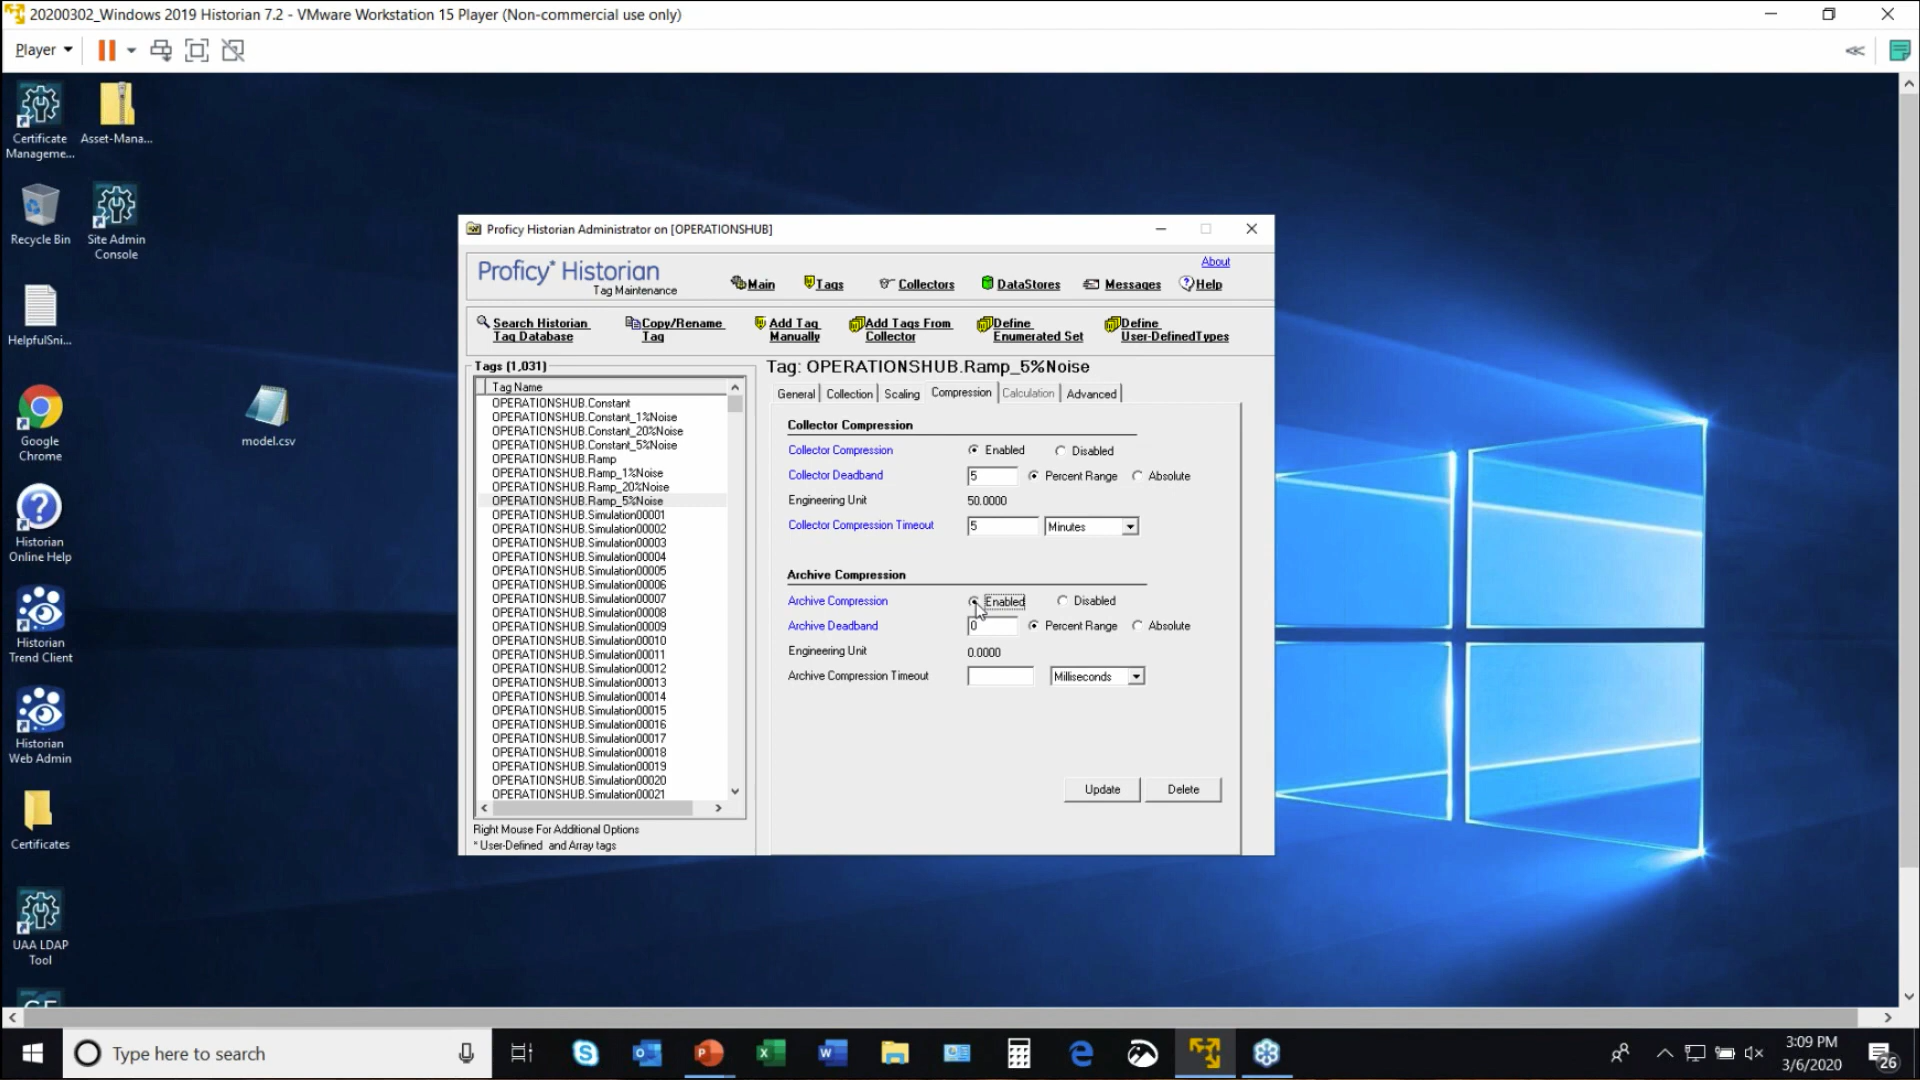 20200302_Windows 2019 Historian 7.2 - VMware Workstation 15 Player (Non-commercial use only)
Player
Certificate
Manageme...
Asset-Mana...
Recycle Bin
Site Admin
Console
HelpfulSni...
Google
Chrome
model.csv
Historian
Online Help
Historian
Trend Client
Historian
Web Admin
Certificates
UAA LDAP
Tool
Proficy Historian Administrator on [OPERATIONSHUB]
Proficy* Historian
Tag Maintenance
About
Main
Tags
Collectors
DataStores
Messages
Help
Search Historian
Tag Database
Copy/Rename
Tag
Add Tag
Manually
Add Tags From
Collector
Define
Enumerated Set
Define
User-DefinedTypes
Tags (1,031)
Tag Name
OPERATIONSHUB.Constant
OPERATIONSHUB.Constant_1%Noise
OPERATIONSHUB.Constant_20%Noise
OPERATIONSHUB.Constant_5%Noise
OPERATIONSHUB.Ramp
OPERATIONSHUB.Ramp_1%Noise
OPERATIONSHUB.Ramp_20%Noise
OPERATIONSHUB.Ramp_5%Noise
OPERATIONSHUB.Simulation00001
OPERATIONSHUB.Simulation00002
OPERATIONSHUB.Simulation00003
OPERATIONSHUB.Simulation00004
OPERATIONSHUB.Simulation00005
OPERATIONSHUB.Simulation00006
OPERATIONSHUB.Simulation00007
OPERATIONSHUB.Simulation00008
OPERATIONSHUB.Simulation00009
OPERATIONSHUB.Simulation00010
OPERATIONSHUB.Simulation00011
OPERATIONSHUB.Simulation00012
OPERATIONSHUB.Simulation00013
OPERATIONSHUB.Simulation00014
OPERATIONSHUB.Simulation00015
OPERATIONSHUB.Simulation00016
OPERATIONSHUB.Simulation00017
OPERATIONSHUB.Simulation00018
OPERATIONSHUB.Simulation00019
OPERATIONSHUB.Simulation00020
OPERATIONSHUB.Simulation00021
Right Mouse For Additional Options
* User-Defined and Array tags
Tag: OPERATIONSHUB.Ramp_5%Noise
General Collection Scaling Compression Calculation Advanced
Collector Compression
Collector Compression Enabled Disabled
Collector Deadband 5 Percent Range Absolute
Engineering Unit 50.0000
Collector Compression Timeout 5 Minutes
Archive Compression
Archive Compression Enabled Disabled
Archive Deadband 0 Percent Range Absolute
Engineering Unit 0.0000
Archive Compression Timeout Milliseconds
Update Delete
Type here to search
3:09 PM
3/6/2020
26